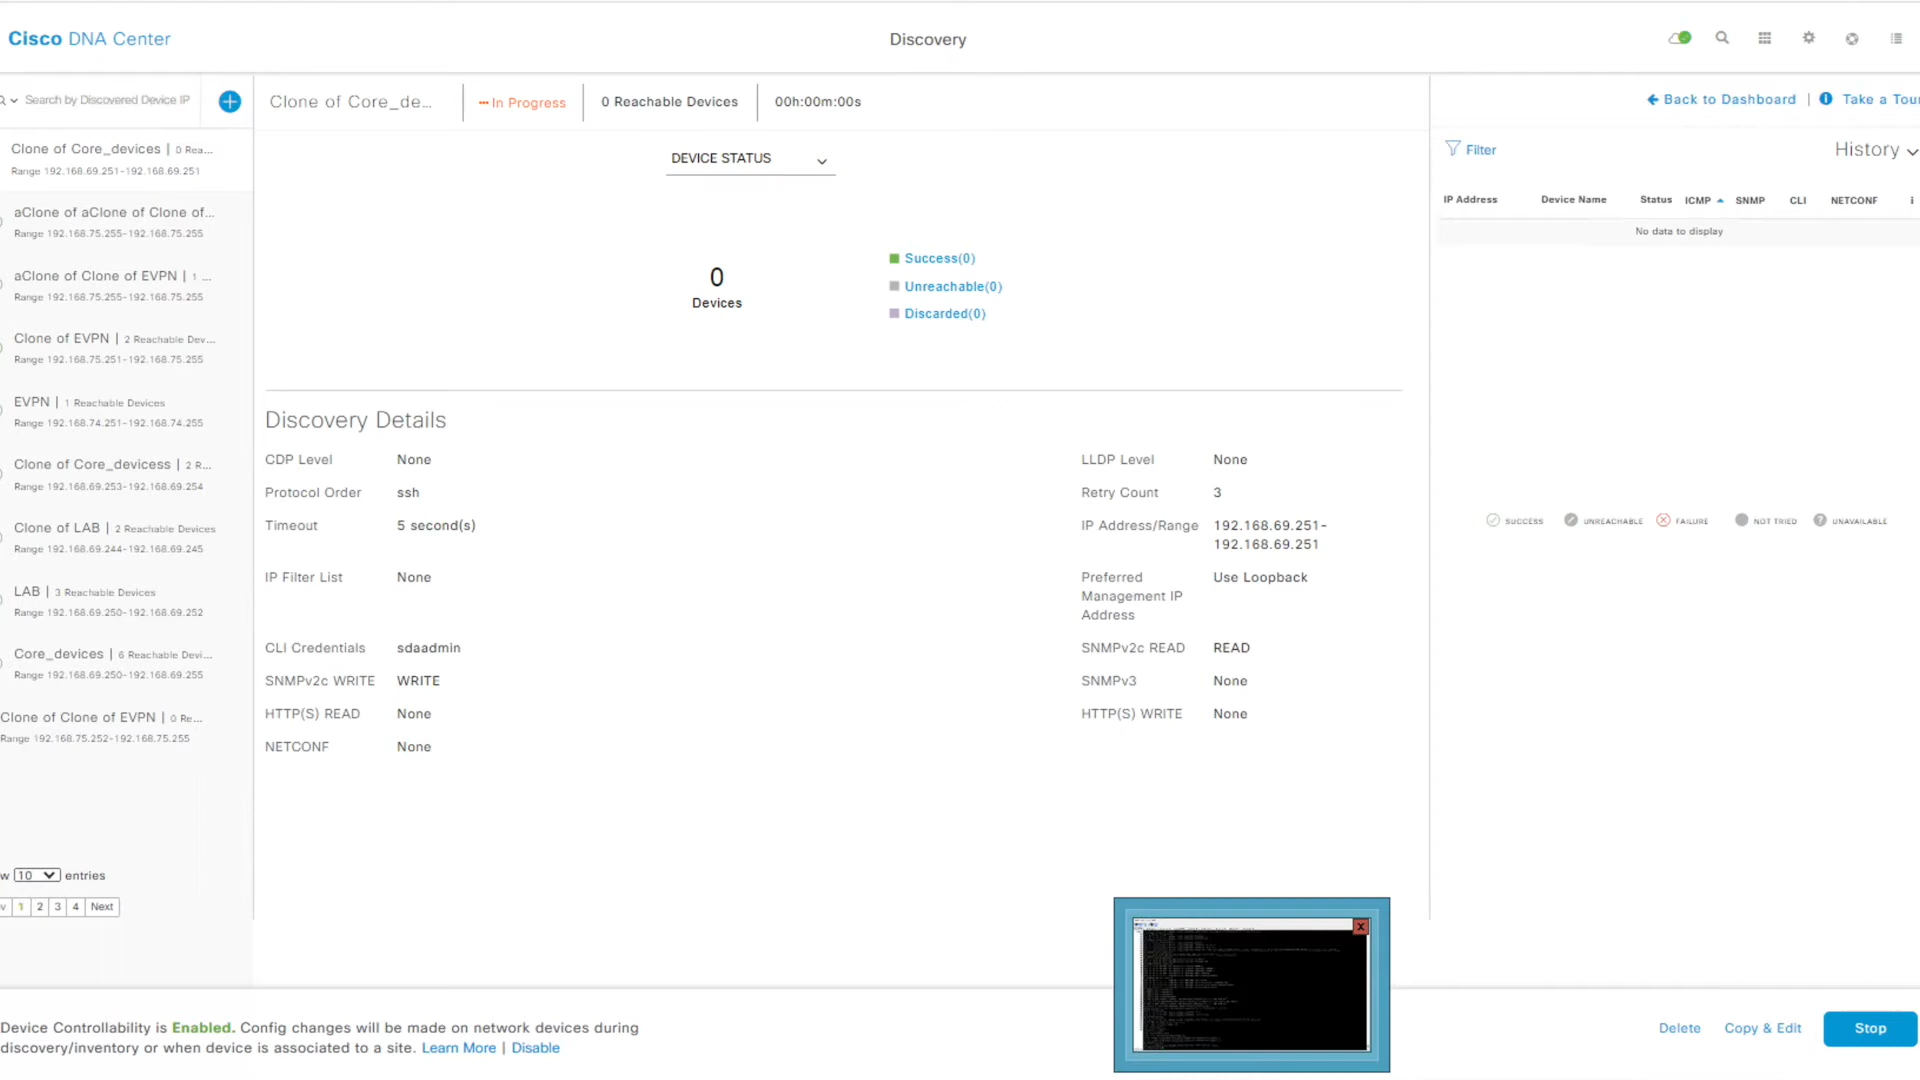 Cisco DNA Center
Discovery
Search by Discovered Device IP
Clone of Core_de...
In Progress
0 Reachable Devices
00h:00m:00s
Back to Dashboard | Take a Tour
Clone of Core_devices | 0 Rea...
Range 192.168.69.251-192.168.69.251
aClone of aClone of Clone of...
Range 192.168.75.255-192.168.75.255
aClone of Clone of EVPN | 1 ...
Range 192.168.75.255-192.168.75.255
Clone of EVPN | 2 Reachable Dev...
Range 192.168.75.251-192.168.75.255
EVPN | 1 Reachable Devices
Range 192.168.74.251-192.168.74.255
Clone of Core_devicess | 2 R...
Range 192.168.69.253-192.168.69.254
Clone of LAB | 2 Reachable Devices
Range 192.168.69.244-192.168.69.245
LAB | 3 Reachable Devices
Range 192.168.69.250-192.168.69.252
Core_devices | 6 Reachable Devi...
Range 192.168.69.250-192.168.69.255
Clone of Clone of EVPN | 0 Re...
Range 192.168.75.252-192.168.75.255
w 10 entries
v 1 2 3 4 Next
DEVICE STATUS
0
Devices
Success(0)
Unreachable(0)
Discarded(0)
Discovery Details
CDP Level None
LLDP Level None
Protocol Order ssh
Retry Count 3
Timeout 5 second(s)
IP Address/Range 192.168.69.251-
192.168.69.251
IP Filter List None
Preferred Use Loopback
Management IP
Address
CLI Credentials sdaadmin
SNMPv2c READ READ
SNMPv2c WRITE WRITE
SNMPv3 None
HTTP(S) READ None
HTTP(S) WRITE None
NETCONF None
Filter
History
IP Address Device Name Status ICMP SNMP CLI NETCONF i
No data to display
SUCCESS UNREACHABLE FAILURE NOT TRIED UNAVAILABLE
X
Device Controllability is Enabled. Config changes will be made on network devices during
discovery/inventory or when device is associated to a site. Learn More | Disable
Delete Copy & Edit Stop